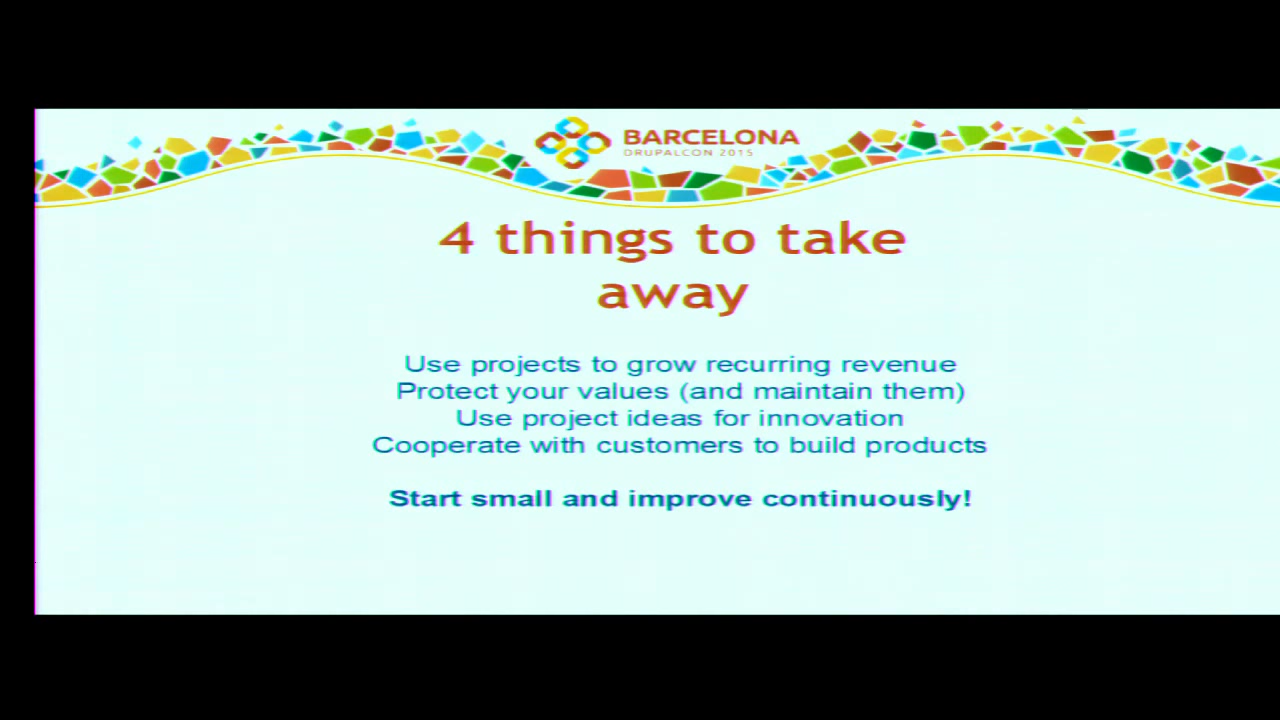 BARCELONA
DRUPALCON 2015
4 things to take
away
Use projects to grow recurring revenue
Protect your values (and maintain them)
Use project ideas for innovation
Cooperate with customers to build products
Start small and improve continuously!